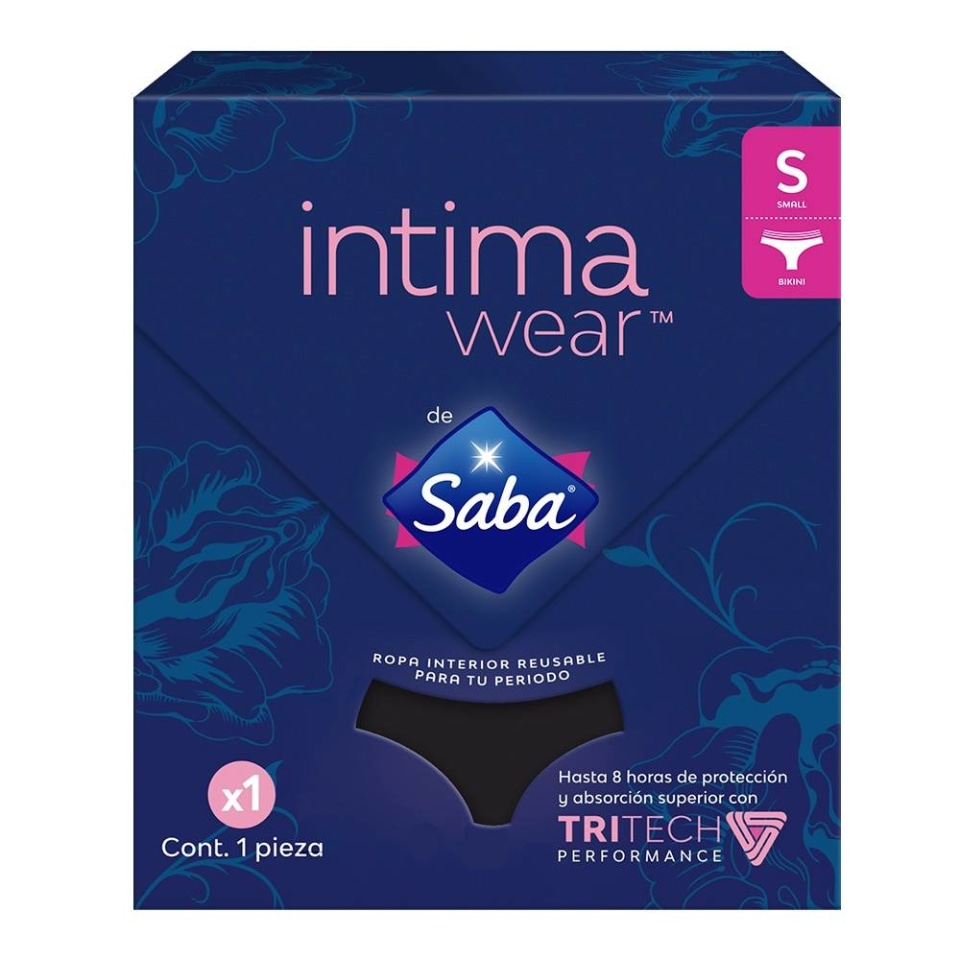 S
SMALL
BIKINI
intima
wear™
de
Saba®
ROPA INTERIOR REUSABLE
PARA TU PERIODO
x1
Cont. 1 pieza
Hasta 8 horas de protección
y absorción superior con
TRITECH
PERFORMANCE